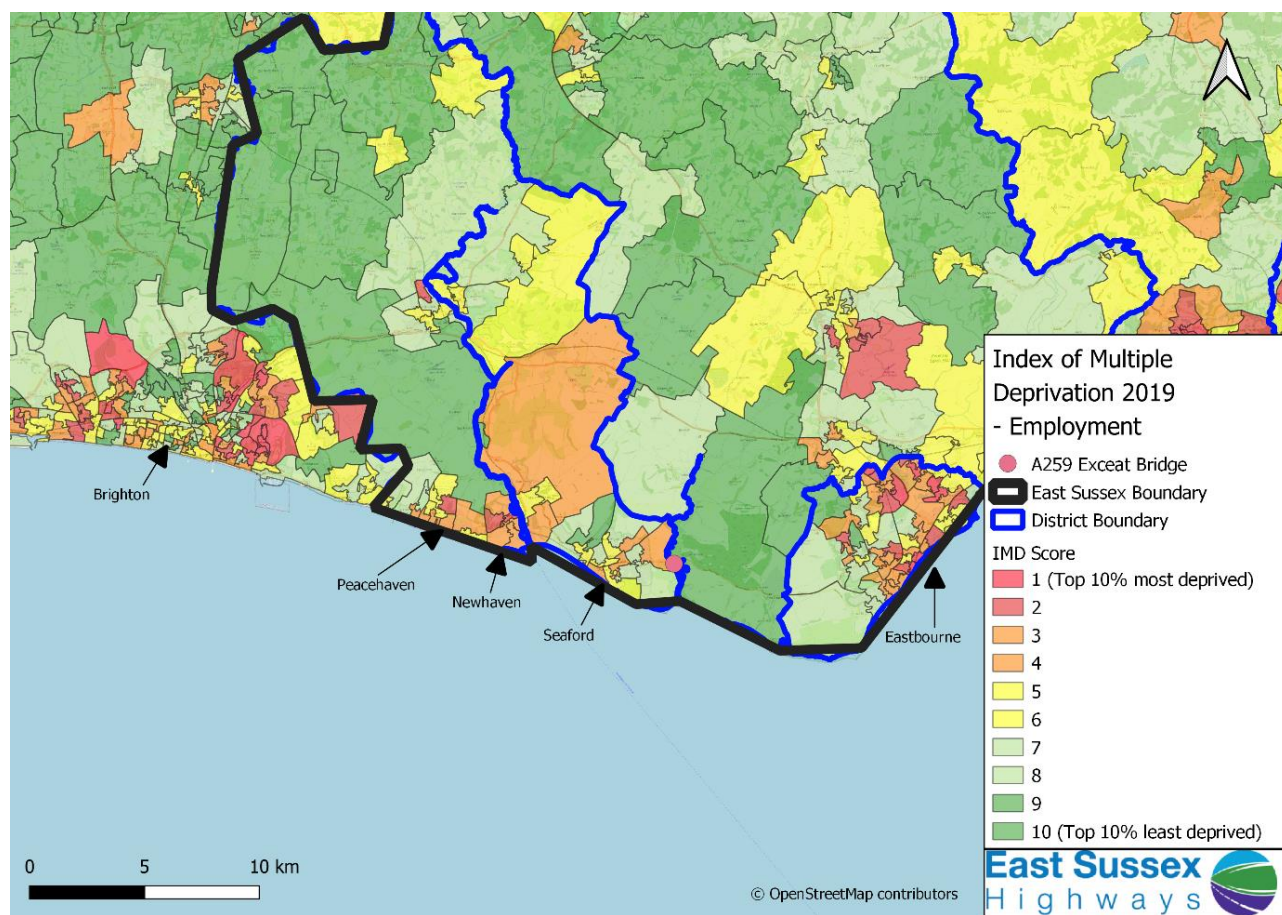 Brighton
Peacehaven
Newhaven
Seaford
Eastbourne
Index of Multiple
Deprivation 2019
- Employment
A259 Exceat Bridge
East Sussex Boundary
District Boundary
IMD Score
1 (Top 10% most deprived)
2
3
4
5
6
7
8
9
10 (Top 10% least deprived)
0 5 10 km
© OpenStreetMap contributors
East Sussex
Highways